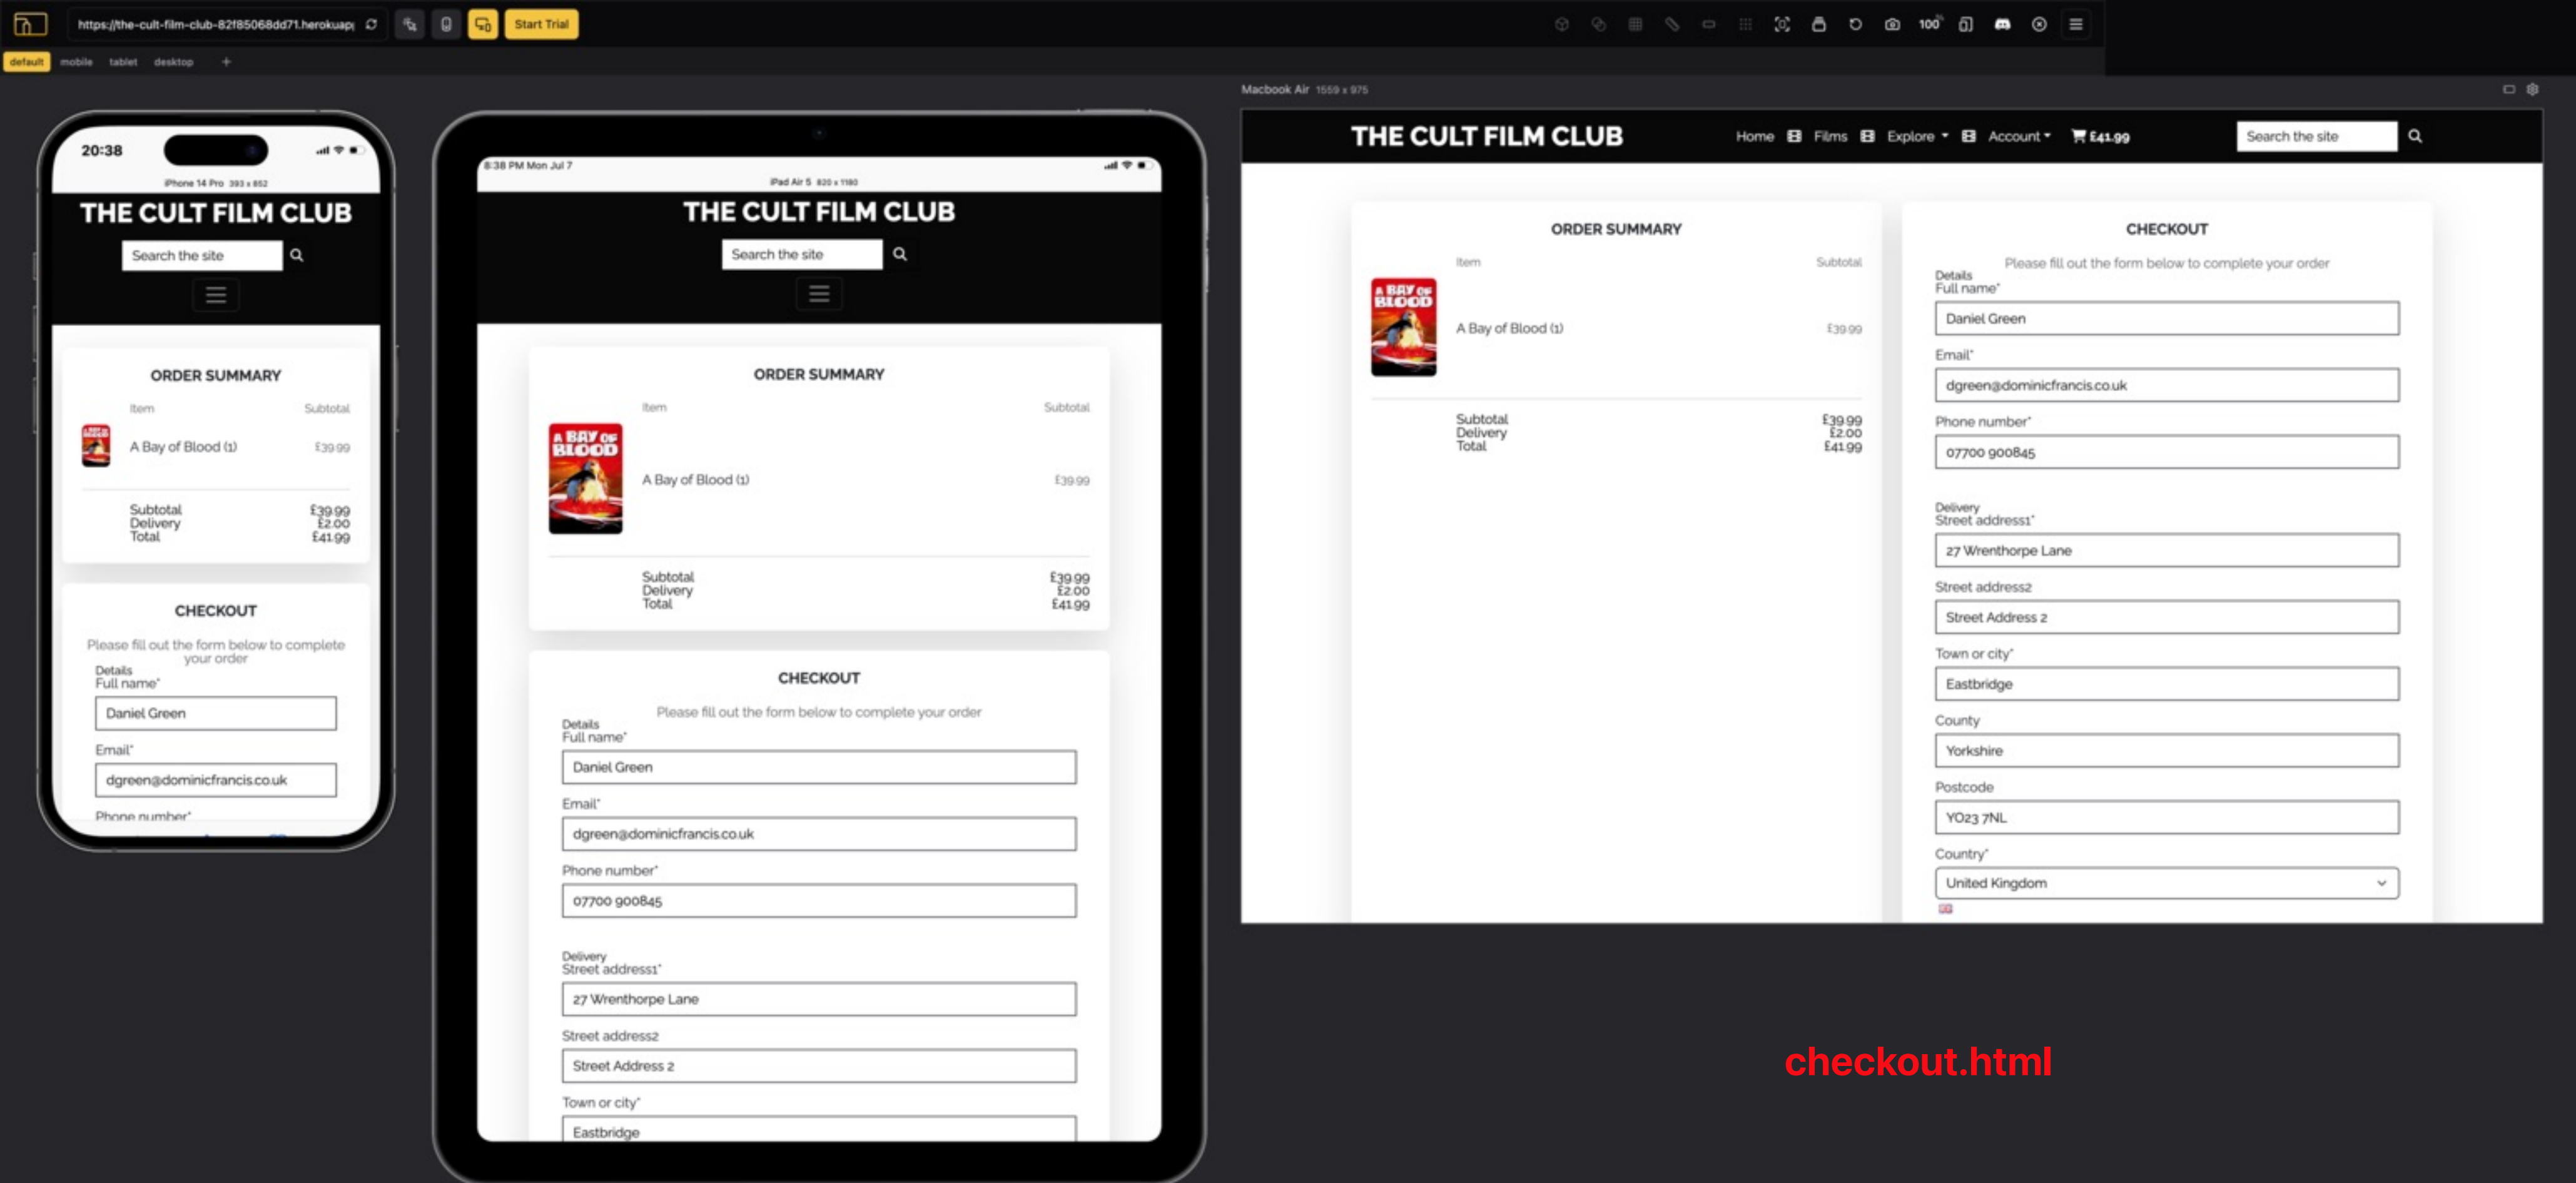 https://the-cult-film-club-82f85068dd71.herokuap
Start Trial
100%
default mobile tablet desktop +
20:38
iPhone 14 Pro 393 x 852
THE CULT FILM CLUB
Search the site
ORDER SUMMARY
Item Subtotal
A BAY OF BLOOD
A Bay of Blood (1) £39.99
Subtotal £39.99
Delivery £2.00
Total £41.99
CHECKOUT
Please fill out the form below to complete
your order
Details
Full name*
Daniel Green
Email*
dgreen@dominicfrancis.co.uk
Phone number*
8:38 PM Mon Jul 7
iPad Air 5 820 x 1180
THE CULT FILM CLUB
Search the site
ORDER SUMMARY
Item Subtotal
A BAY OF
BLOOD
A Bay of Blood (1) £39.99
Subtotal £39.99
Delivery £2.00
Total £41.99
CHECKOUT
Please fill out the form below to complete your order
Details
Full name*
Daniel Green
Email*
dgreen@dominicfrancis.co.uk
Phone number*
07700 900845
Delivery
Street address1*
27 Wrenthorpe Lane
Street address2
Street Address 2
Town or city*
Eastbridge
Macbook Air 1559 x 975
THE CULT FILM CLUB Home Films Explore Account £41.99 Search the site
ORDER SUMMARY
Item Subtotal
A BAY OF
BLOOD
A Bay of Blood (1) £39.99
Subtotal £39.99
Delivery £2.00
Total £41.99
CHECKOUT
Please fill out the form below to complete your order
Details
Full name*
Daniel Green
Email*
dgreen@dominicfrancis.co.uk
Phone number*
07700 900845
Delivery
Street address1*
27 Wrenthorpe Lane
Street address2
Street Address 2
Town or city*
Eastbridge
County
Yorkshire
Postcode
YO23 7NL
Country*
United Kingdom
checkout.html